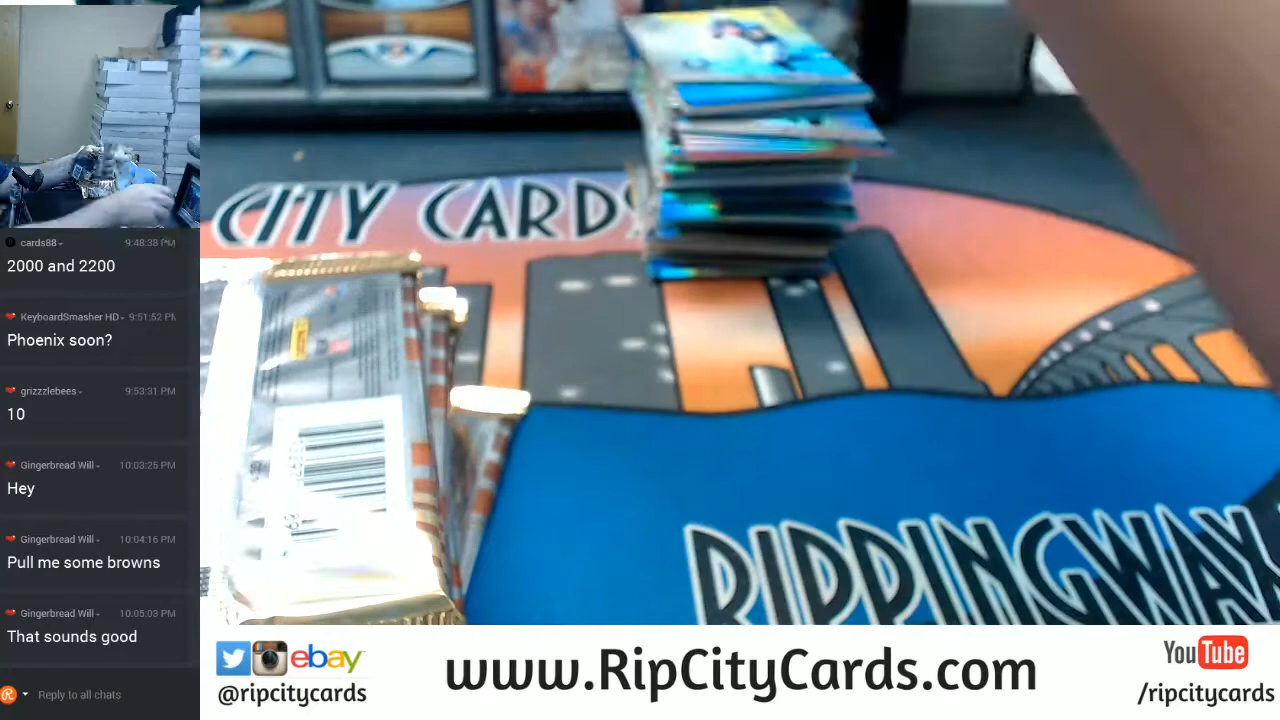 cards88
9:48:38 PM
2000 and 2200
KeyboardSmasher HD
9:51:52 PM
Phoenix soon?
grizzzlebees
9:53:31 PM
10
Gingerbread Will
10:03:25 PM
Hey
Gingerbread Will
10:04:16 PM
Pull me some browns
Gingerbread Will
10:05:03 PM
That sounds good
Reply to all chats
CITY CARDS
RIPPINGWAX
ebay
@ripcitycards
www.RipCityCards.com
YouTube
/ripcitycards